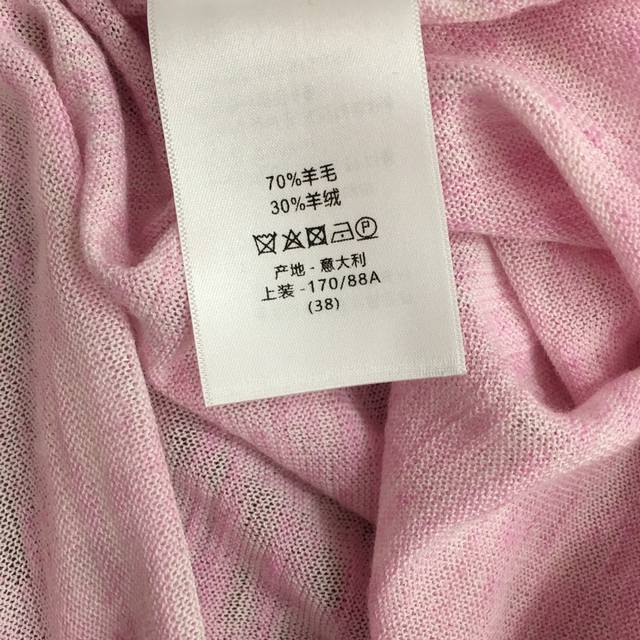 70%羊毛
30%羊绒
P
产地 - 意大利
上装 -170/88A
(38)